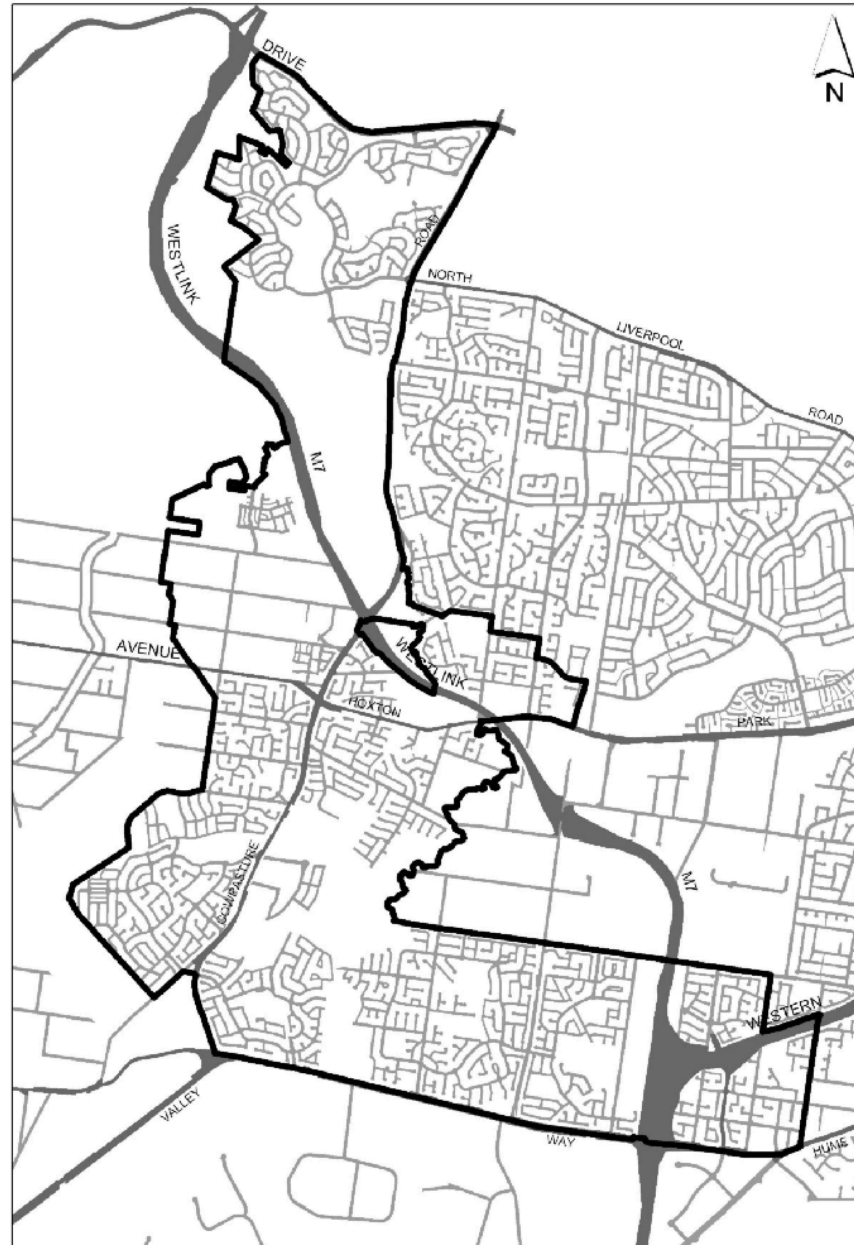 DRIVE
N
WESTLINK
ROAD
NORTH
LIVERPOOL
ROAD
M7
AVENUE
WESTLINK
HOXTON
PARK
COWPASTURE
M7
WESTERN
VALLEY
WAY
HUME